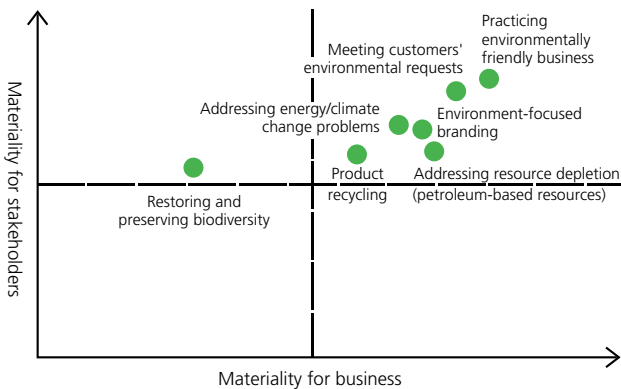 Practicing
environmentally
friendly business
Meeting customers'
environmental requests
Addressing energy/climate
change problems
Environment-focused
branding
Product
recycling
Addressing resource depletion
(petroleum-based resources)
Restoring and
preserving biodiversity
Materiality for stakeholders
Materiality for business